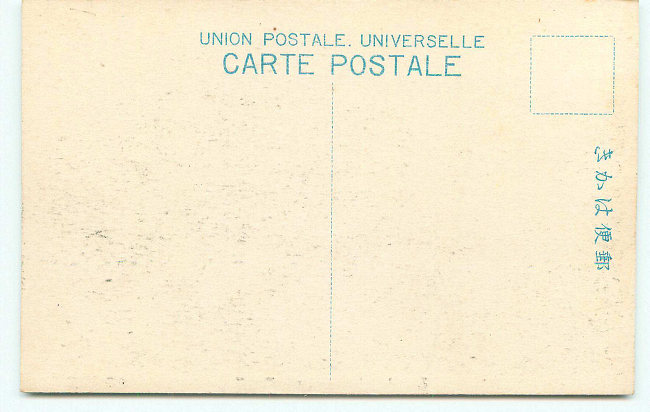 UNION POSTALE. UNIVERSELLE
CARTE POSTALE
郵便はかき